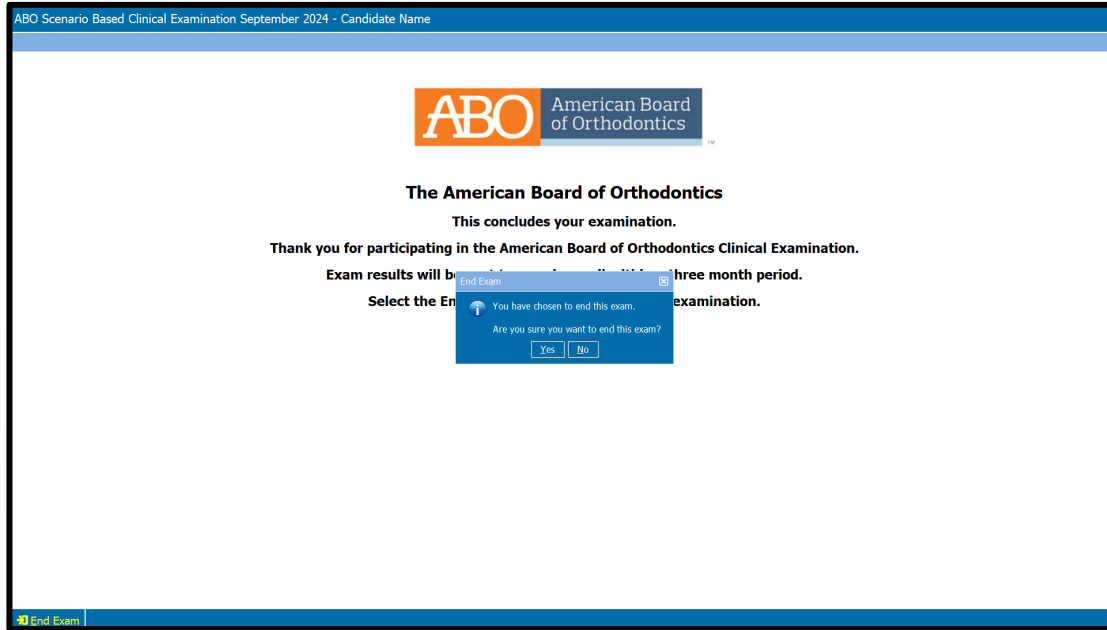 ABO Scenario Based Clinical Examination September 2024 - Candidate Name
ABO American Board
of Orthodontics
TM
The American Board of Orthodontics
This concludes your examination.
Thank you for participating in the American Board of Orthodontics Clinical Examination.
Exam results will three month period.
Select the examination.
End Exam
You have chosen to end this exam.
Are you sure you want to end this exam?
Yes No
End Exam